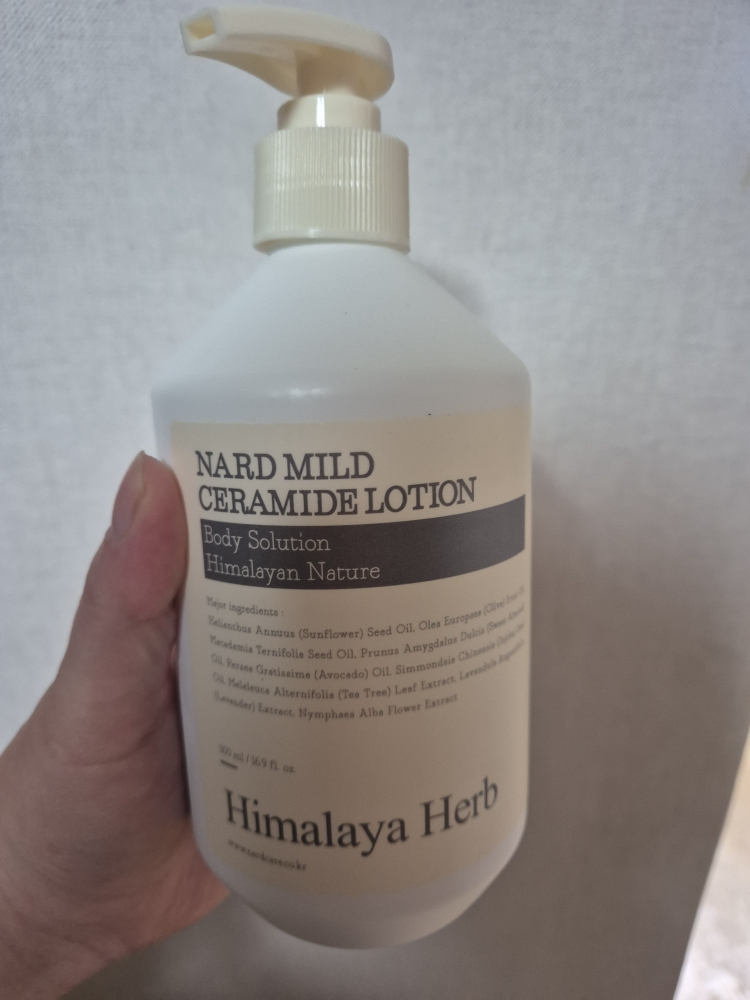 NARD MILD
CERAMIDE LOTION
Body Solution
Himalayan Nature
Major ingrediente :
Helianthus Annuus (Sunflower) Seed Oil, Olea Europaea (Olive) Fruit Oil,
Macadamia Ternifolia Seed Oil, Prunus Amygdalus Dulcis (Sweet Almond)
Oil, Persea Gratissima (Avocado) Oil, Simmondsia Chinensis (Jojoba) Seed
Oil, Melaleuca Alternifolia (Tea Tree) Leaf Extract, Lavandula Angustifolia
(Lavender) Extract, Nymphaea Alba Flower Extract
500 ml / 16.9 fl. oz.
Himalaya Herb